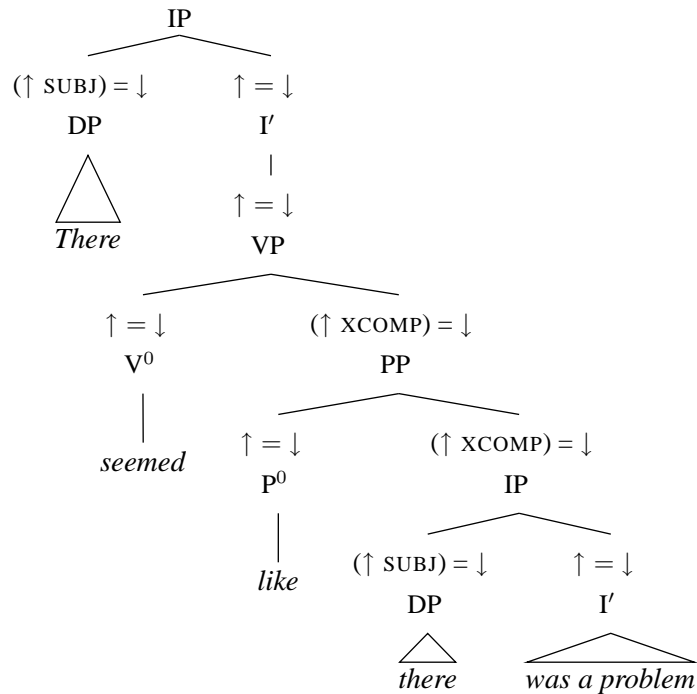 IP
(↑ SUBJ) = ↓ ↑ = ↓
DP I′
↑ = ↓
There VP
↑ = ↓ (↑ XCOMP) = ↓
V⁰ PP
seemed ↑ = ↓ (↑ XCOMP) = ↓
P⁰ IP
like (↑ SUBJ) = ↓ ↑ = ↓
DP I′
there was a problem